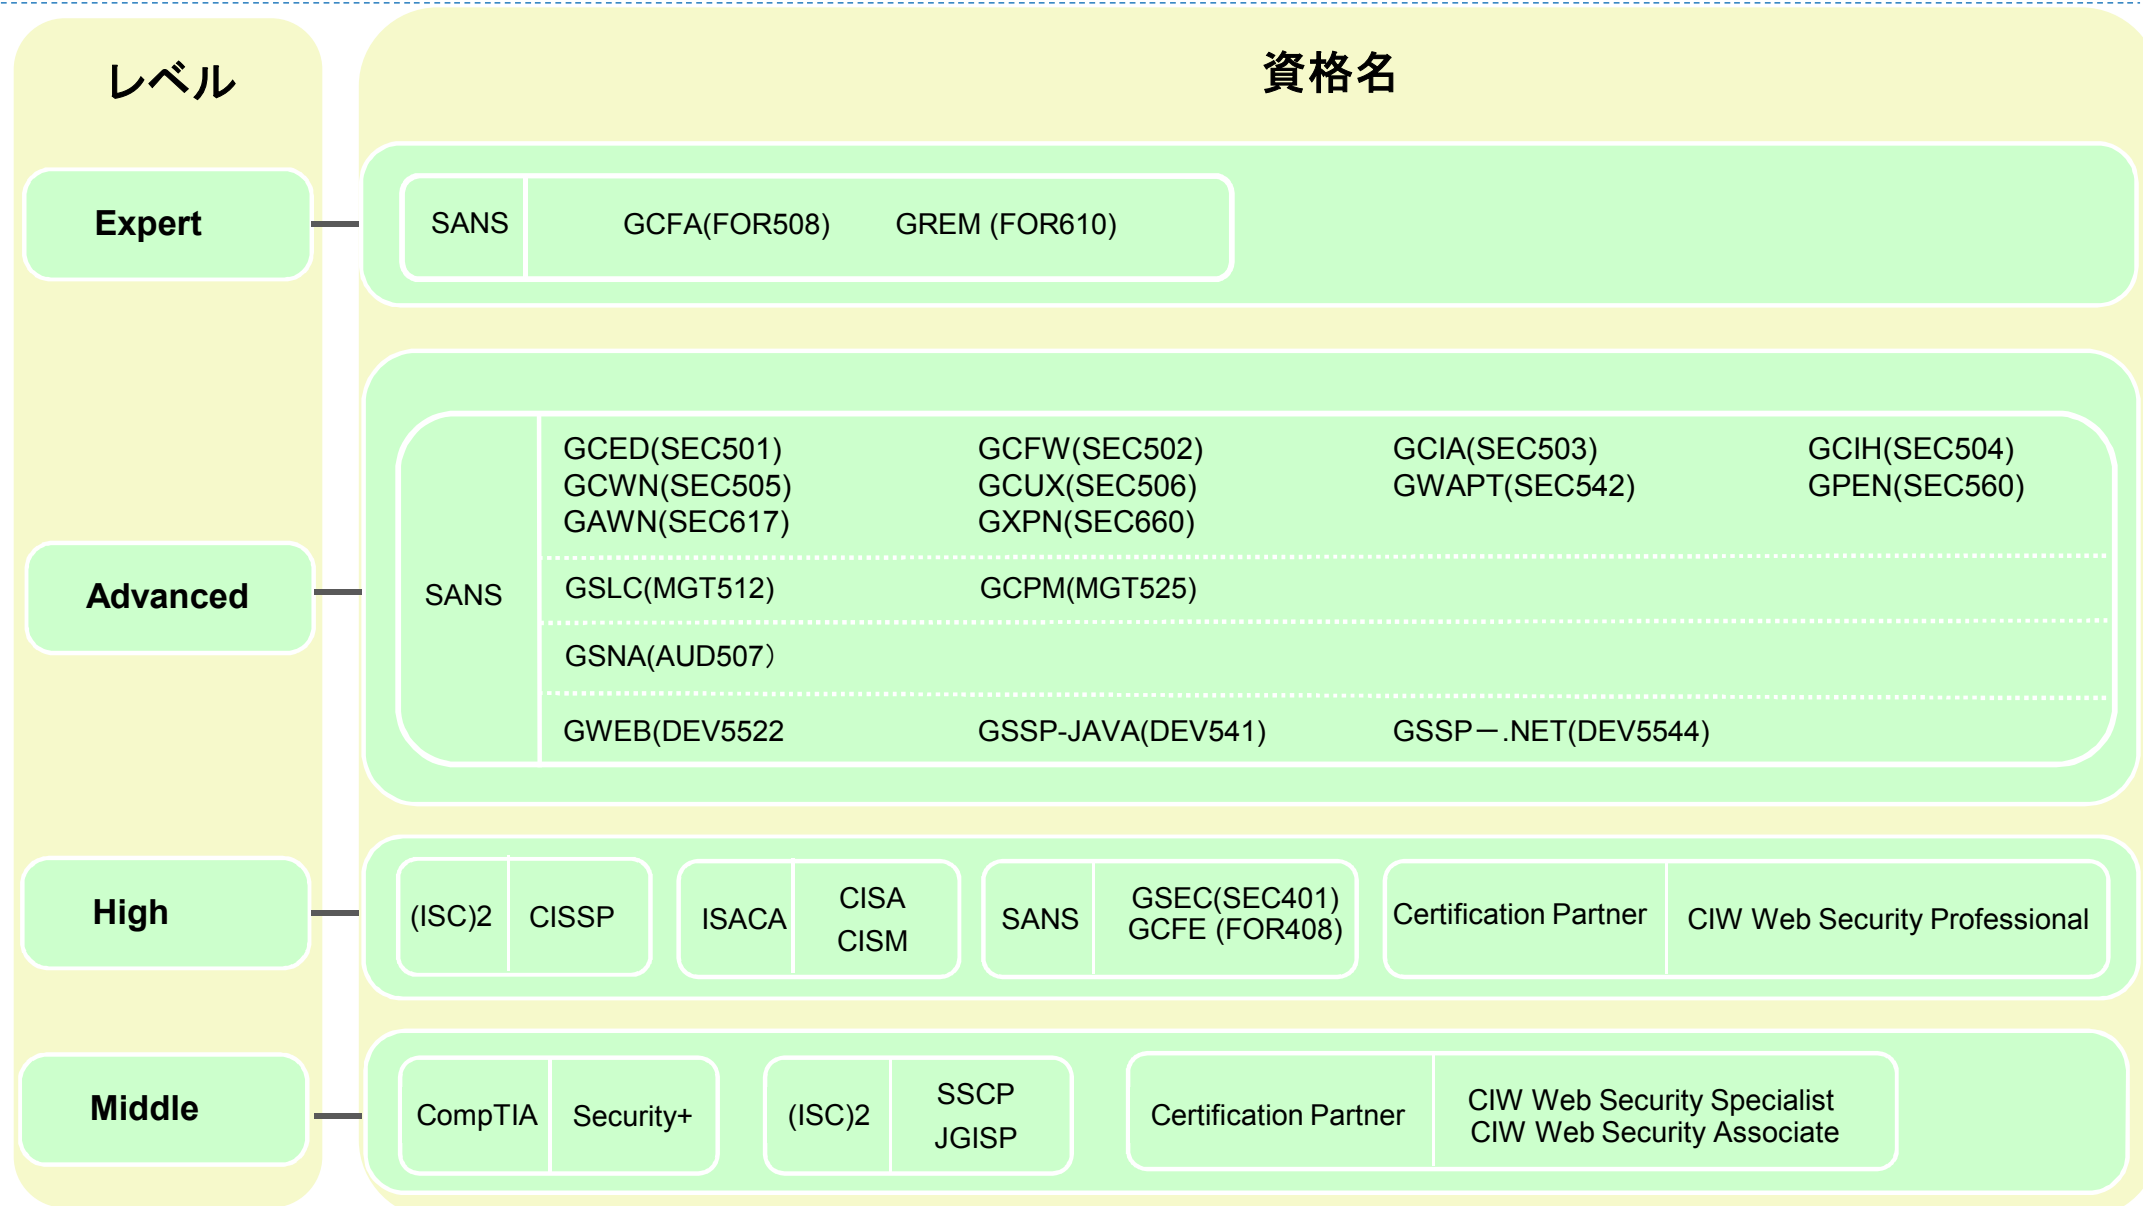 レベル
資格名
Expert
SANS
GCFA(FOR508) GREM (FOR610)
Advanced
SANS
GCED(SEC501) GCFW(SEC502) GCIA(SEC503) GCIH(SEC504)
GCWN(SEC505) GCUX(SEC506) GWAPT(SEC542) GPEN(SEC560)
GAWN(SEC617) GXPN(SEC660)
GSLC(MGT512) GCPM(MGT525)
GSNA(AUD507）
GWEB(DEV5522 GSSP-JAVA(DEV541) GSSP－.NET(DEV5544)
High
(ISC)2
CISSP
ISACA
CISA
CISM
SANS
GSEC(SEC401)
GCFE (FOR408)
Certification Partner
CIW Web Security Professional
Middle
CompTIA
Security+
(ISC)2
SSCP
JGISP
Certification Partner
CIW Web Security Specialist
CIW Web Security Associate